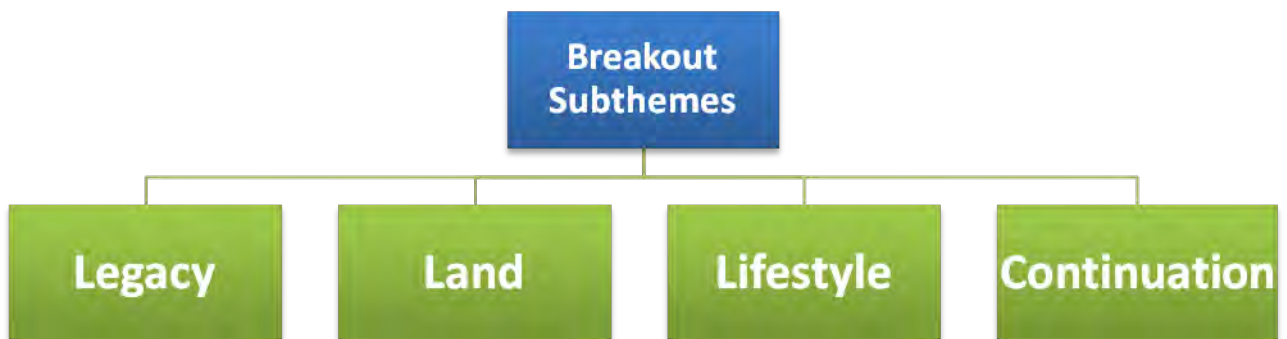 Breakout
Subthemes
Legacy
Land
Lifestyle
Continuation